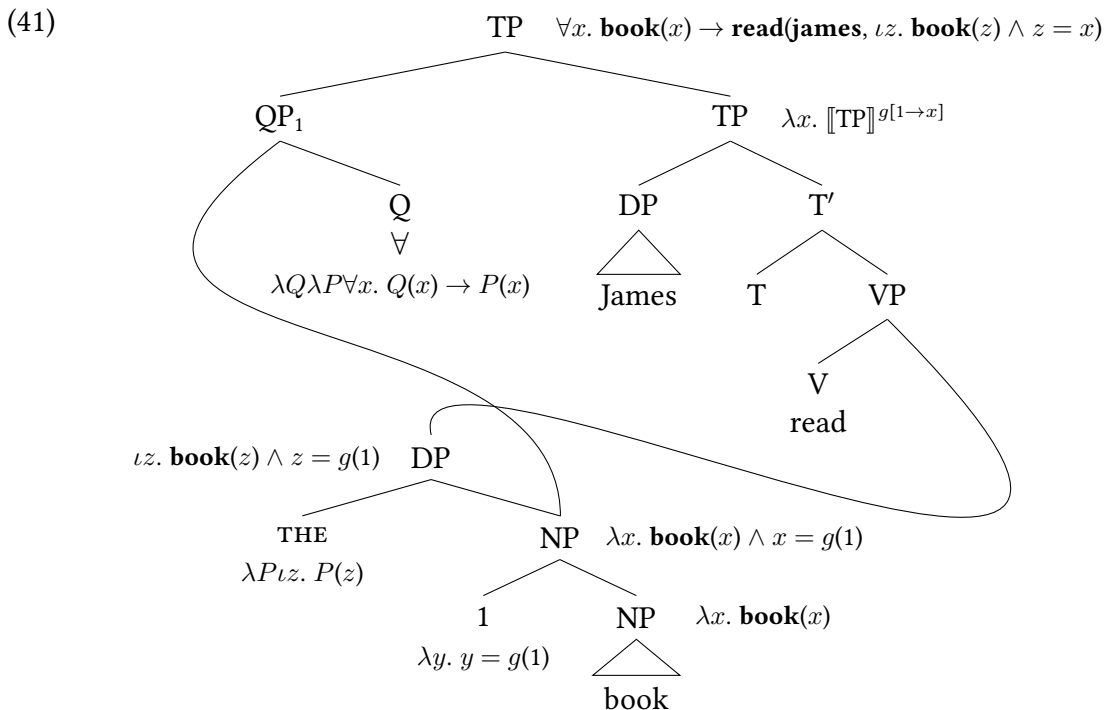 (41)
TP ∀x. book(x) → read(james, ιz. book(z) ∧ z = x)
QP₁ TP λx. ⟦TP⟧^{g[1→x]}
Q DP T′
∀
λQλP∀x. Q(x) → P(x) James T VP
V
read
ιz. book(z) ∧ z = g(1) DP
THE NP λx. book(x) ∧ x = g(1)
λPιz. P(z)
1 NP λx. book(x)
λy. y = g(1)
book